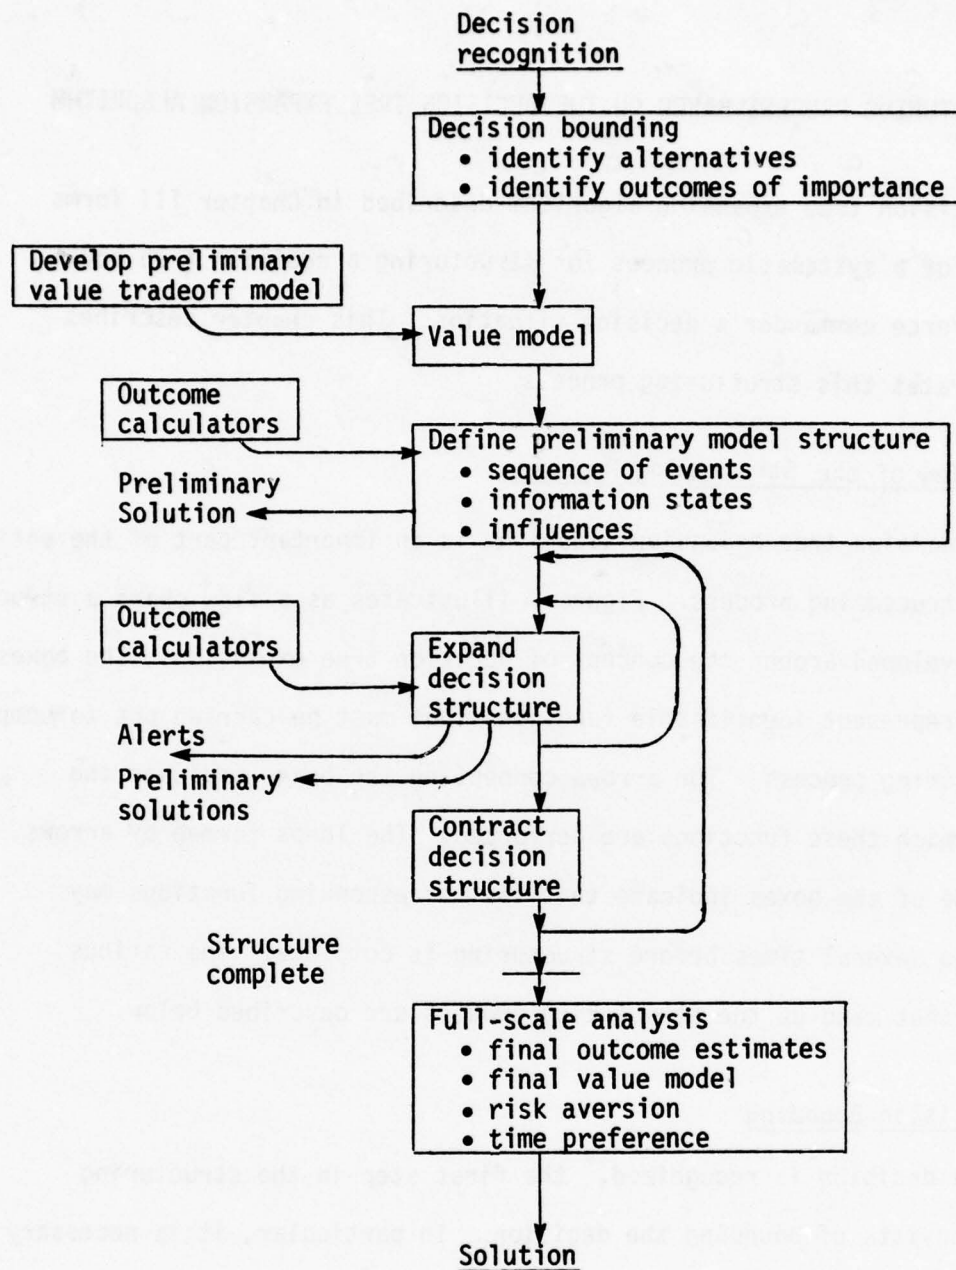 Decision
recognition
Decision bounding
• identify alternatives
• identify outcomes of importance
Develop preliminary
value tradeoff model
Value model
Outcome
calculators
Define preliminary model structure
• sequence of events
• information states
• influences
Preliminary
Solution
Outcome
calculators
Expand
decision
structure
Alerts
Preliminary
solutions
Contract
decision
structure
Structure
complete
Full-scale analysis
• final outcome estimates
• final value model
• risk aversion
• time preference
Solution